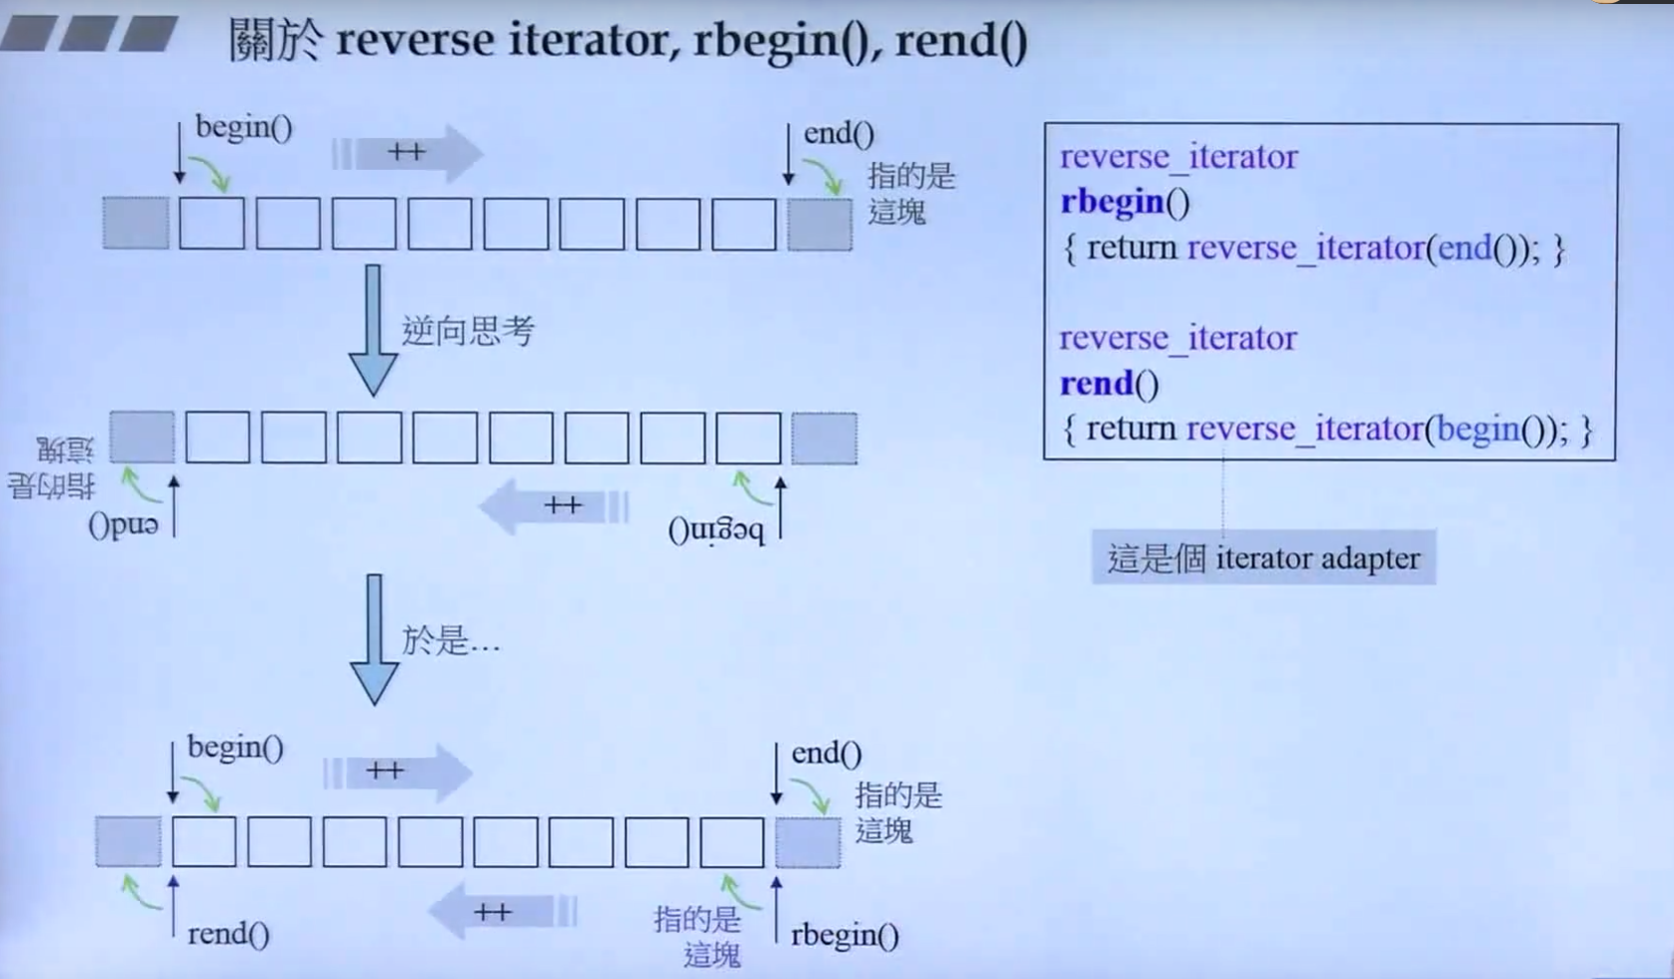 關於 reverse iterator, rbegin(), rend()
begin()
++
end()
指的是
這塊
逆向思考
這塊
指的是
end()
++
begin()
於是...
begin()
++
end()
指的是
這塊
rend()
++
指的是
這塊
rbegin()
reverse_iterator
rbegin()
{ return reverse_iterator(end()); }
reverse_iterator
rend()
{ return reverse_iterator(begin()); }
這是個 iterator adapter